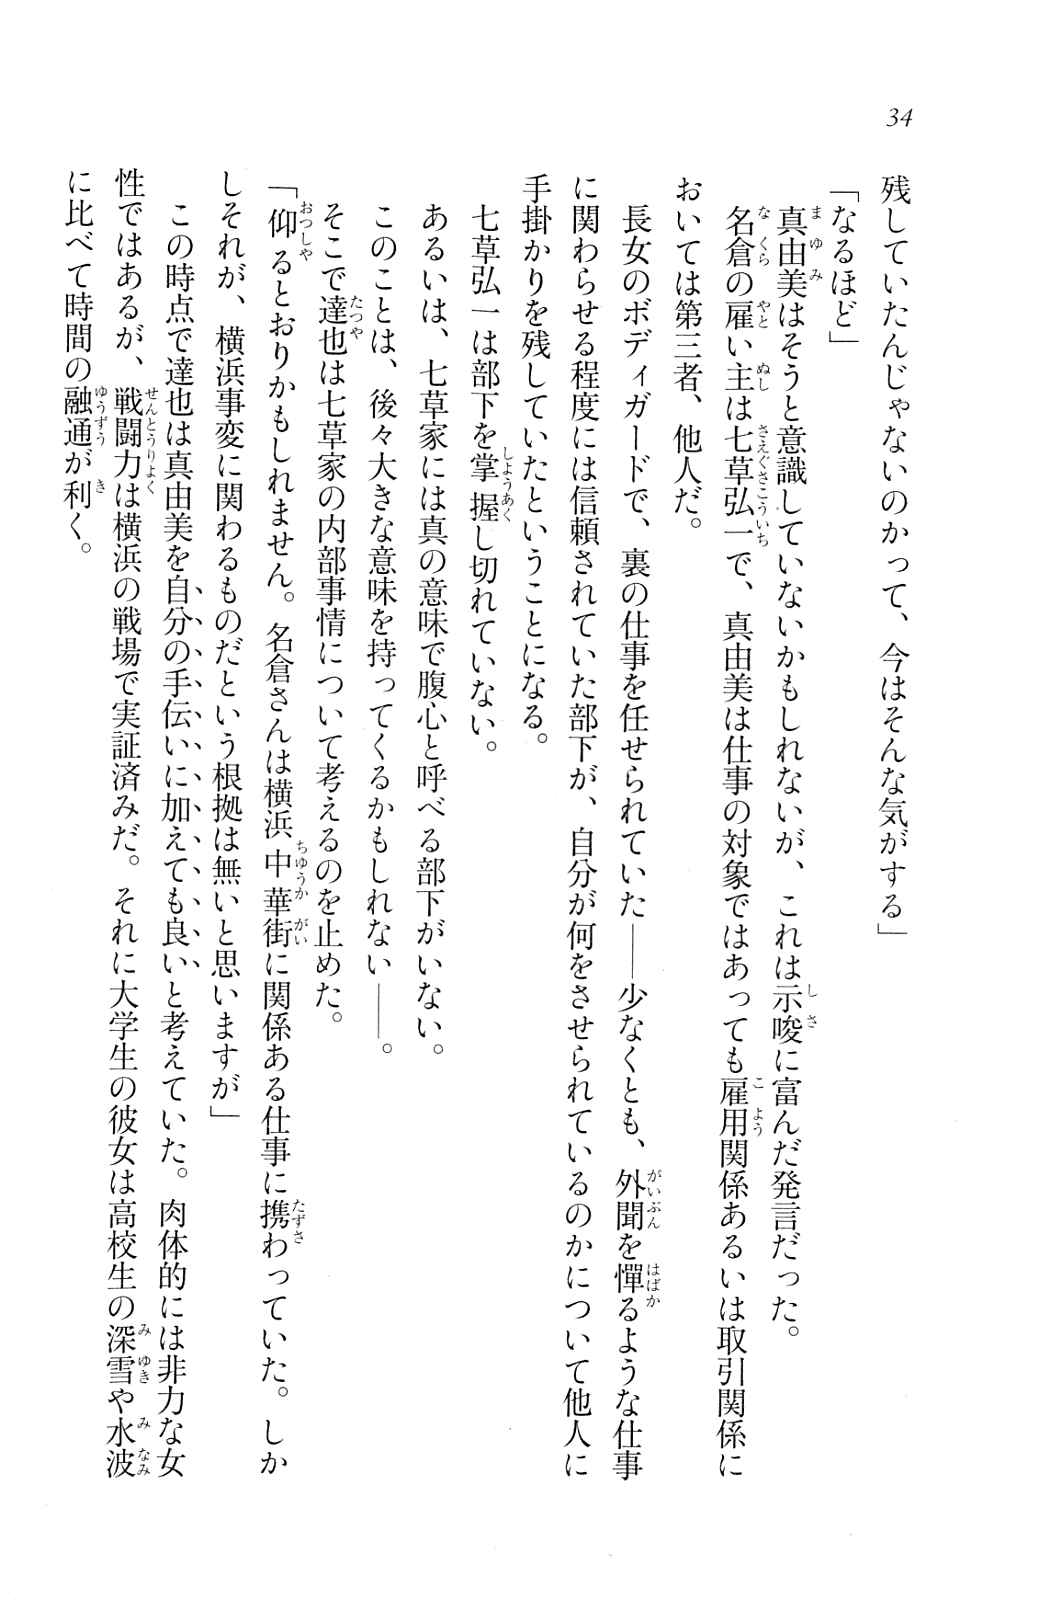 34
残していたんじゃないのかって、今はそんな気がする」
「なるほど」
真由美はそうと意識していないかもしれないが、これは示唆に富んだ発言だった。
名倉の雇い主は七草弘一で、真由美は仕事の対象ではあっても雇用関係あるいは取引関係に
おいては第三者、他人だ。
長女のボディガードで、裏の仕事を任せられていた――少なくとも、外聞を憚るような仕事
に関わらせる程度には信頼されていた部下が、自分が何をさせられているのかについて他人に
手掛かりを残していたということになる。
七草弘一は部下を掌握し切れていない。
あるいは、七草家には真の意味で腹心と呼べる部下がいない。
このことは、後々大きな意味を持ってくるかもしれない――。
そこで達也は七草家の内部事情について考えるのを止めた。
「仰るとおりかもしれません。名倉さんは横浜中華街に関係ある仕事に携わっていた。しか
しそれが、横浜事変に関わるものだという根拠は無いと思いますが」
この時点で達也は真由美を自分の手伝いに加えても良いと考えていた。肉体的には非力な女
性ではあるが、戦闘力は横浜の戦場で実証済みだ。それに大学生の彼女は高校生の深雪や水波
に比べて時間の融通が利く。